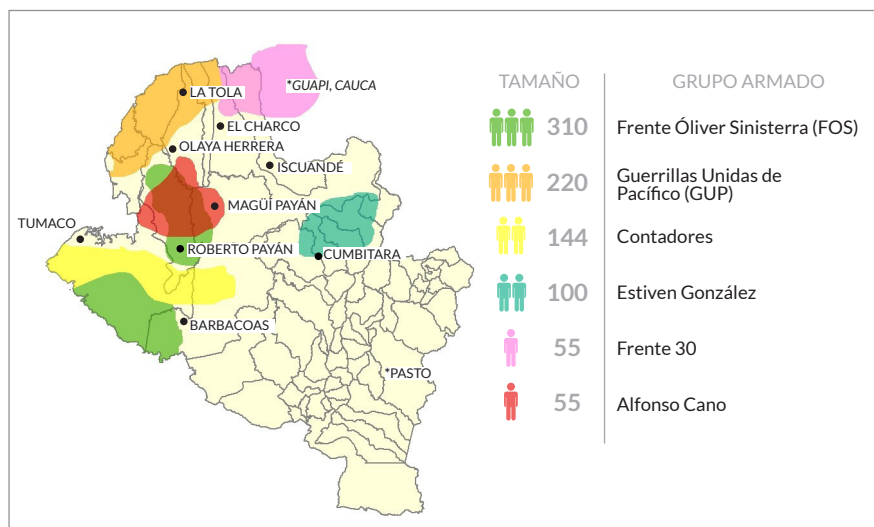 *GUAPI, CAUCA
LA TOLA
EL CHARCO
OLAYA HERRERA
ISCUANDÉ
MAGÜÍ PAYÁN
TUMACO
ROBERTO PAYÁN
CUMBITARA
BARBACOAS
*PASTO
TAMAÑO GRUPO ARMADO
310 Frente Óliver Sinisterra (FOS)
220 Guerrillas Unidas de
Pacífico (GUP)
144 Contadores
100 Estiven González
55 Frente 30
55 Alfonso Cano